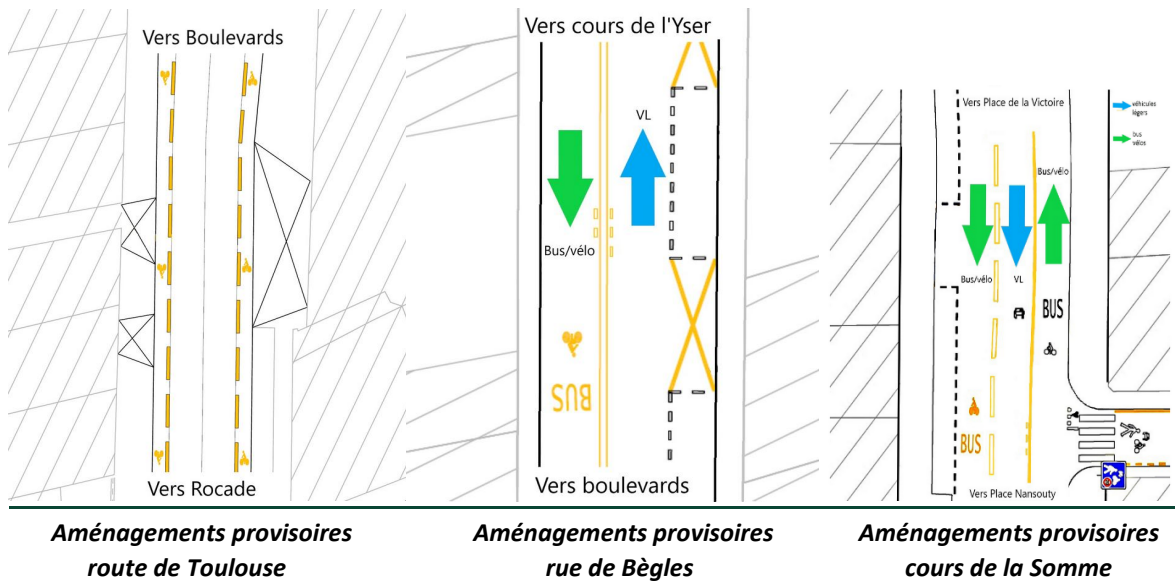 Vers Boulevards
Vers Rocade
Vers cours de l'Yser
VL
Bus/vélo
BUS
Vers boulevards
Vers Place de la Victoire
véhicules
légers
bus
vélos
Bus/vélo
Bus/vélo
VL
BUS
BUS
Vers Place Nansouty
Aménagements provisoires
route de Toulouse
Aménagements provisoires
rue de Bègles
Aménagements provisoires
cours de la Somme